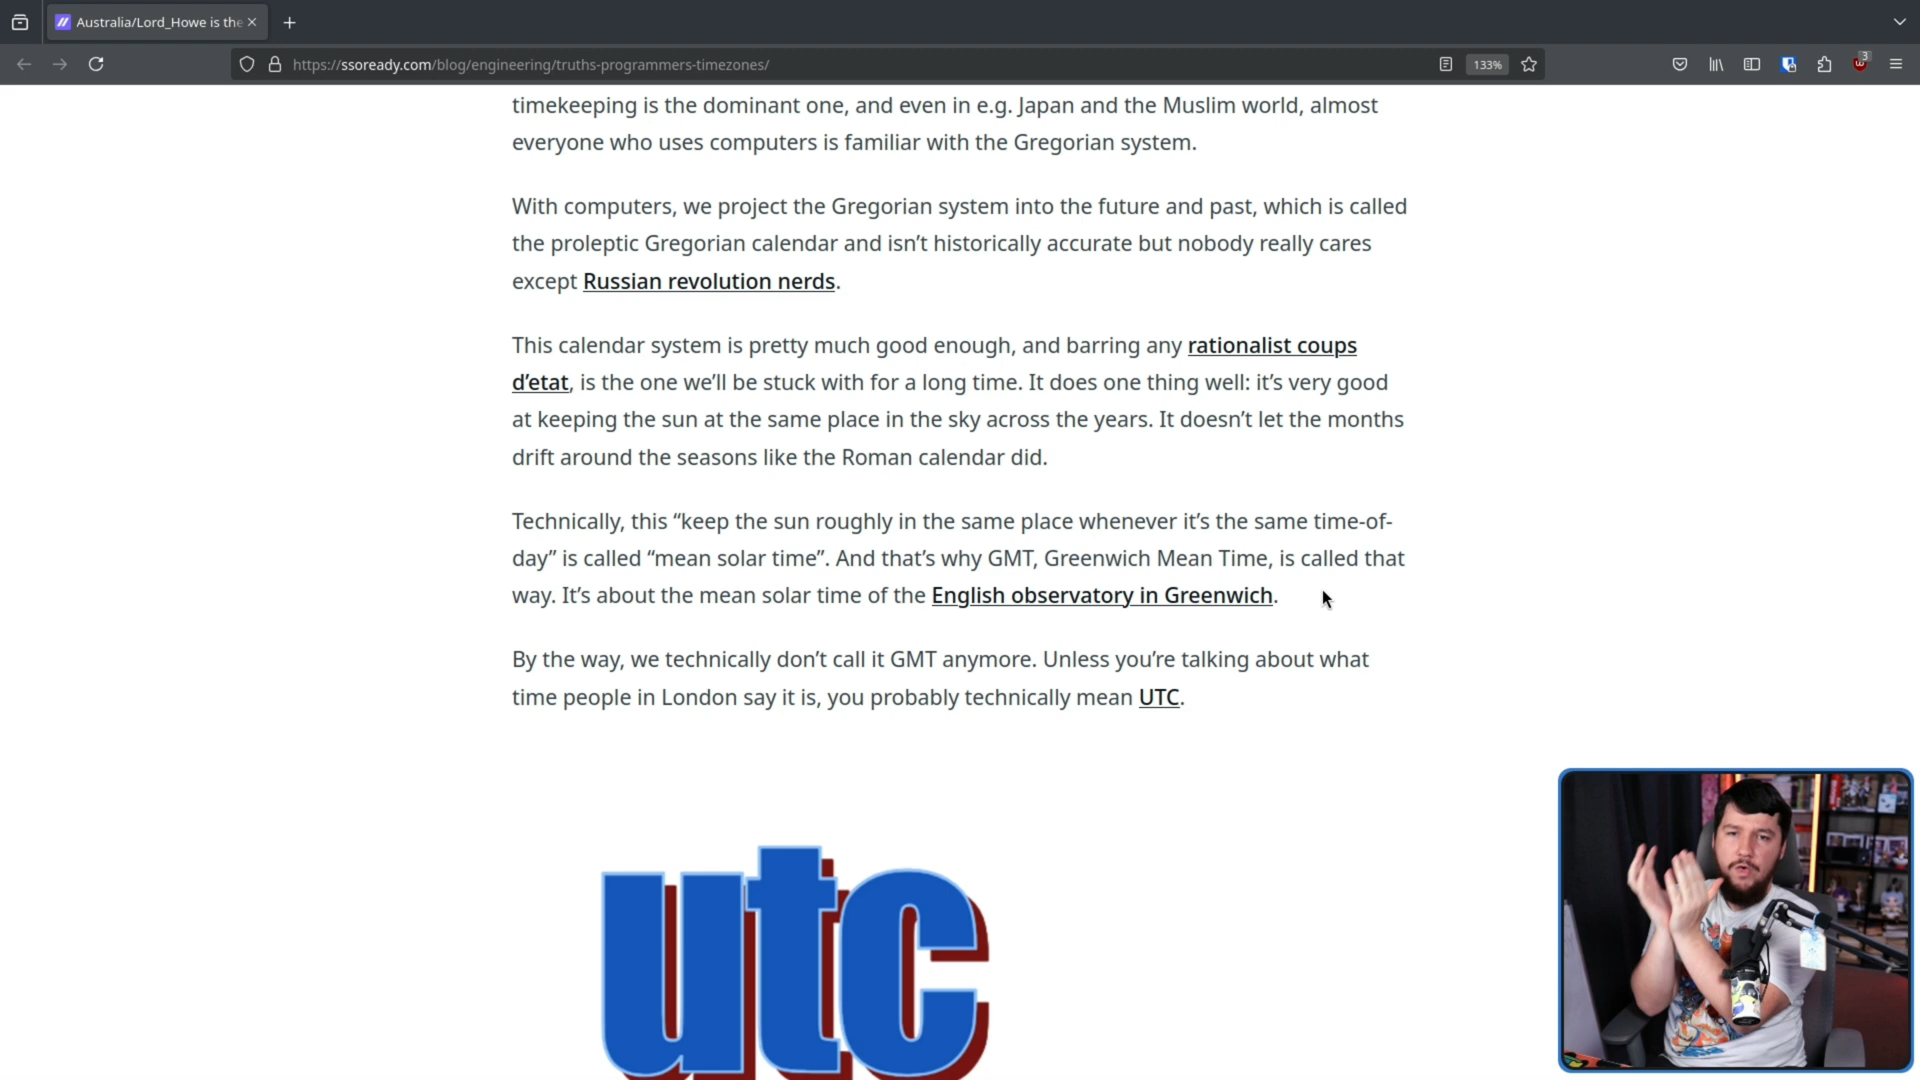 Australia/Lord_Howe is the
https://ssoready.com/blog/engineering/truths-programmers-timezones/
133%
3
timekeeping is the dominant one, and even in e.g. Japan and the Muslim world, almost
everyone who uses computers is familiar with the Gregorian system.
With computers, we project the Gregorian system into the future and past, which is called
the proleptic Gregorian calendar and isn’t historically accurate but nobody really cares
except Russian revolution nerds.
This calendar system is pretty much good enough, and barring any rationalist coups
d’etat, is the one we’ll be stuck with for a long time. It does one thing well: it’s very good
at keeping the sun at the same place in the sky across the years. It doesn’t let the months
drift around the seasons like the Roman calendar did.
Technically, this “keep the sun roughly in the same place whenever it’s the same time-of-
day” is called “mean solar time”. And that’s why GMT, Greenwich Mean Time, is called that
way. It’s about the mean solar time of the English observatory in Greenwich.
By the way, we technically don’t call it GMT anymore. Unless you’re talking about what
time people in London say it is, you probably technically mean UTC.
utc